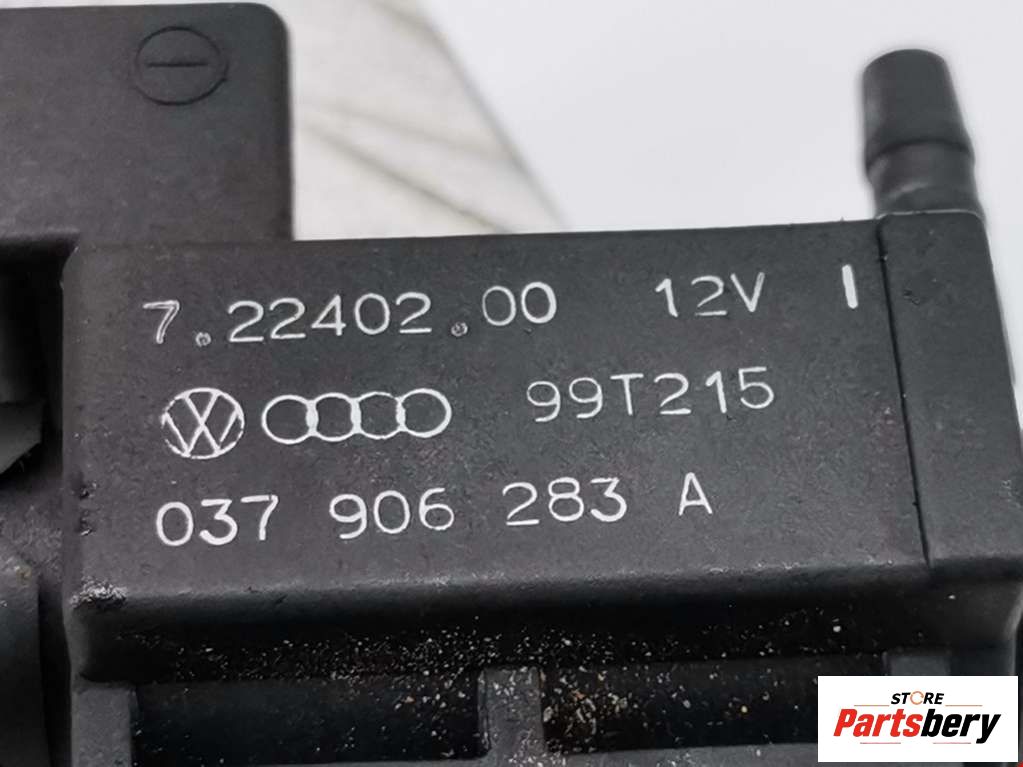 7.22402.00 12V I
99T215
037 906 283 A
STORE
Partsbery